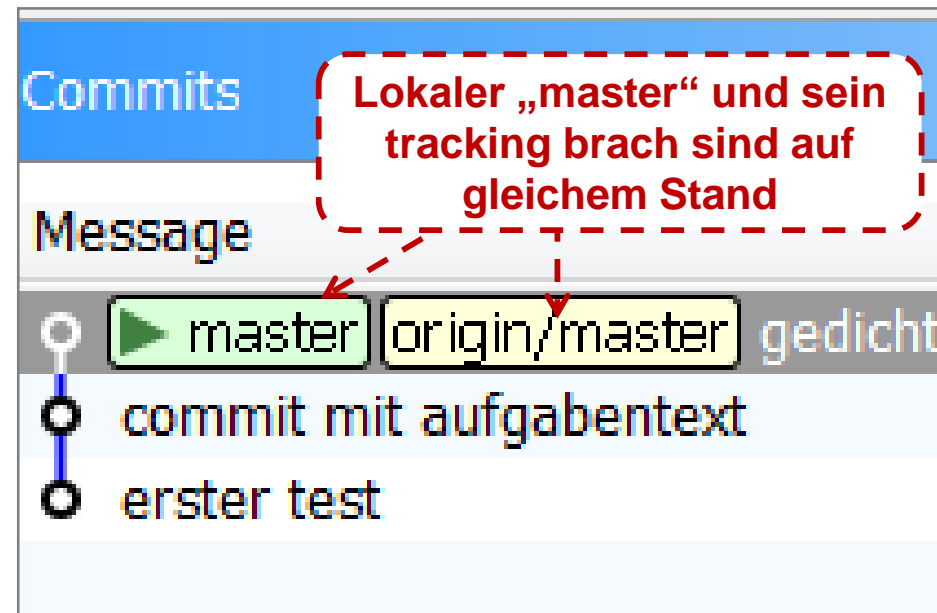 Commits
Lokaler „master“ und sein
tracking brach sind auf
gleichem Stand
Message
master origin/master gedicht
commit mit aufgabentext
erster test